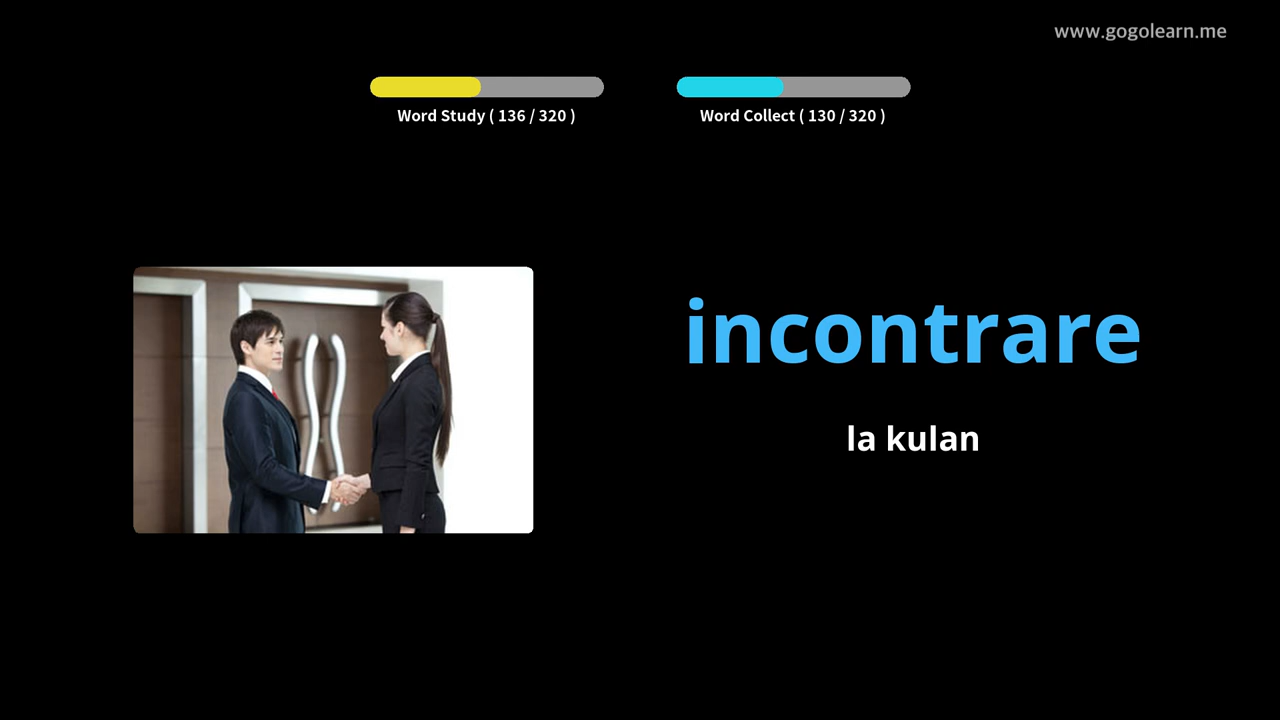 www.gogolearn.me
Word Study ( 136 / 320 )
Word Collect ( 130 / 320 )
incontrare
la kulan